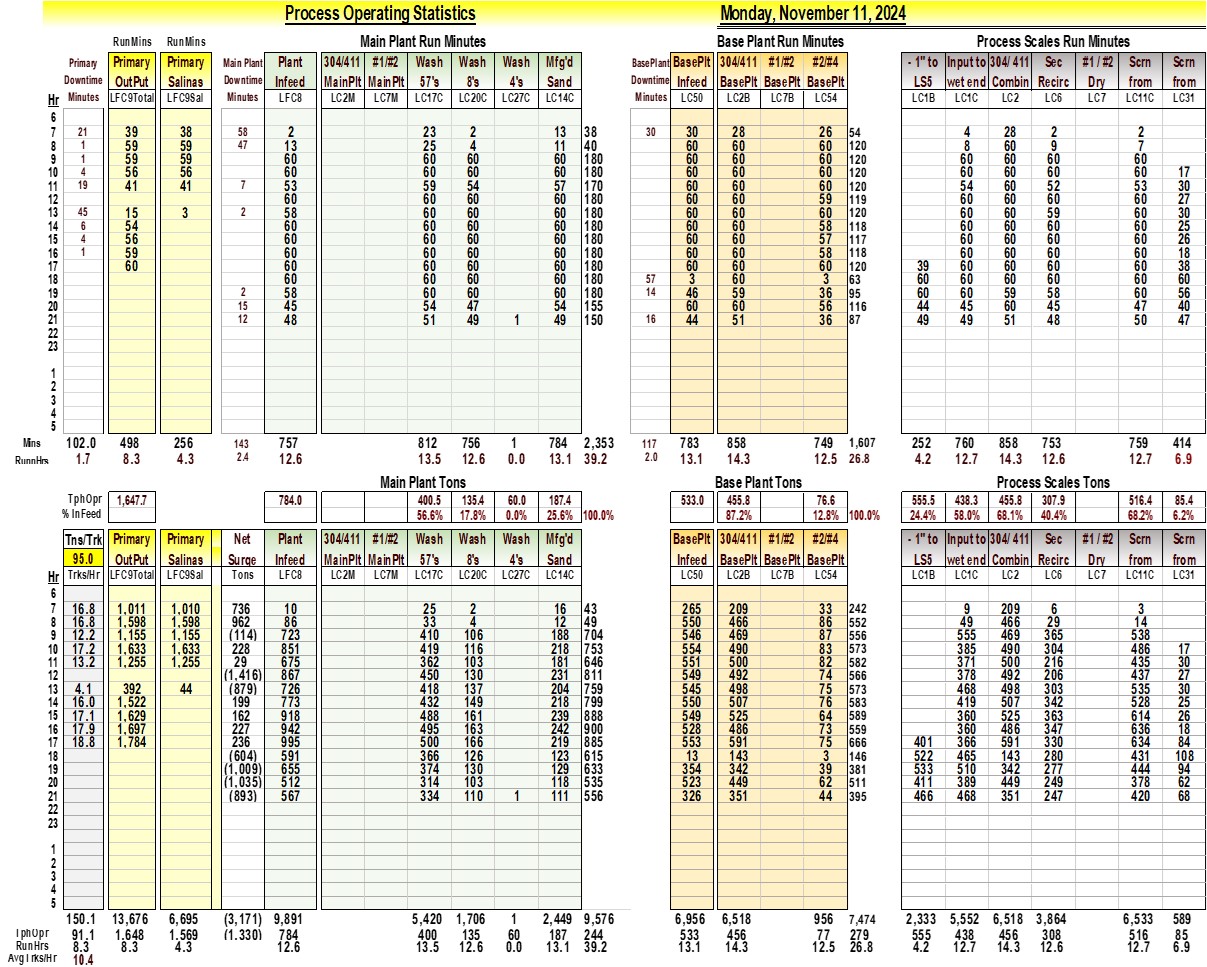 Process Operating Statistics Monday, November 11, 2024
RunMins RunMins Main Plant Run Minutes Base Plant Run Minutes Process Scales Run Minutes
Primary Primary Primary Main Plant Plant 304/411 #1/#2 Wash Wash Wash Mfg'd BasePlant BasePlt 304/411 #1/#2 #2/#4 - 1" to Input to 304/ 411 Sec #1 / #2 Scrn Scrn
Downtime OutPut Salinas Downtime Infeed MainPlt MainPlt 57's 8's 4's Sand Downtime Infeed BasePlt BasePlt BasePlt LS5 wet end Combin Recirc Dry from from
Hr Minutes LFC9Total LFC9Sal Minutes LFC8 LC2M LC7M LC17C LC20C LC27C LC14C Minutes LC50 LC2B LC7B LC54 LC1B LC1C LC2 LC6 LC7 LC11C LC31
6
7 21 39 38 58 2 23 2 13 38 30 30 28 26 54 4 28 2 2
8 1 59 59 47 13 25 4 11 40 60 60 60 120 8 60 9 7
9 1 59 59 60 60 60 60 180 60 60 60 120 60 60 60 60
10 4 56 56 60 60 60 60 180 60 60 60 120 60 60 60 60 17
11 19 41 41 7 53 59 54 57 170 60 60 60 120 54 60 52 53 30
12 60 60 60 60 180 60 60 59 119 60 60 60 60 27
13 45 15 3 2 58 60 60 60 180 60 60 60 120 60 60 59 60 30
14 6 54 60 60 60 60 180 60 60 58 118 60 60 60 60 25
15 4 56 60 60 60 60 180 60 60 57 117 60 60 60 60 26
16 1 59 60 60 60 60 180 60 60 58 118 60 60 60 60 18
17 60 60 60 60 60 180 60 60 60 120 39 60 60 60 60 38
18 60 60 60 60 180 57 3 60 3 63 60 60 60 60 60 60
19 2 58 60 60 60 180 14 46 59 36 95 60 60 59 58 60 56
20 15 45 54 47 54 155 60 60 56 116 44 45 60 45 47 40
21 12 48 51 49 1 49 150 16 44 51 36 87 49 49 51 48 50 47
22
23
1
2
3
4
5
Mins 102.0 498 256 143 757 812 756 1 784 2,353 117 783 858 749 1,607 252 760 858 753 759 414
RunnHrs 1.7 8.3 4.3 2.4 12.6 13.5 12.6 0.0 13.1 39.2 2.0 13.1 14.3 12.5 26.8 4.2 12.7 14.3 12.6 12.7 6.9
Main Plant Tons Base Plant Tons Process Scales Tons
TphOpr 1,647.7 784.0 400.5 135.4 60.0 187.4 533.0 455.8 76.6 555.5 438.3 455.8 307.9 516.4 85.4
% InFeed 56.6% 17.8% 0.0% 25.6% 100.0% 87.2% 12.8% 100.0% 24.4% 58.0% 68.1% 40.4% 68.2% 6.2%
Tns/Trk Primary Primary Net Plant 304/411 #1/#2 Wash Wash Wash Mfg'd BasePlt 304/411 #1/#2 #2/#4 - 1" to Input to 304/ 411 Sec #1 / #2 Scrn Scrn
95.0 OutPut Salinas Surge Infeed MainPlt MainPlt 57's 8's 4's Sand Infeed BasePlt BasePlt BasePlt LS5 wet end Combin Recirc Dry from from
Hr Trks/Hr LFC9Total LFC9Sal Tons LFC8 LC2M LC7M LC17C LC20C LC27C LC14C LC50 LC2B LC7B LC54 LC1B LC1C LC2 LC6 LC7 LC11C LC31
6
7 16.8 1,011 1,010 736 10 25 2 16 43 265 209 33 242 9 209 6 3
8 16.8 1,598 1,598 962 86 33 4 12 49 550 466 86 552 49 466 29 14
9 12.2 1,155 1,155 (114) 723 410 106 188 704 546 469 87 556 555 469 365 538
10 17.2 1,633 1,633 228 851 419 116 218 753 554 490 83 573 385 490 304 486 17
11 13.2 1,255 1,255 29 675 362 103 181 646 551 500 82 582 371 500 216 435 30
12 (1,416) 867 450 130 231 811 549 492 74 566 378 492 206 437 27
13 4.1 392 44 (879) 726 418 137 204 759 545 498 75 573 468 498 303 535 30
14 16.0 1,522 199 773 432 149 218 799 550 507 76 583 419 507 342 528 25
15 17.1 1,629 162 918 488 161 239 888 549 525 64 589 360 525 363 614 26
16 17.9 1,697 227 942 495 163 242 900 528 486 73 559 326 486 347 636 18
17 18.8 1,784 236 995 500 166 219 885 553 591 75 666 401 366 591 330 634 84
18 (604) 591 366 126 123 615 13 143 3 146 522 465 143 280 431 108
19 (1,009) 655 374 130 129 633 354 342 39 381 533 510 342 277 444 94
20 (1,035) 512 314 103 118 535 523 449 62 511 411 389 449 249 378 62
21 (893) 567 334 110 1 111 556 326 351 44 395 466 468 351 247 420 68
22
23
1
2
3
4
5
150.1 13,676 6,695 (3,171) 9,891 5,420 1,706 1 2,449 9,576 6,956 6,518 956 7,474 2,333 5,552 6,518 3,864 6,533 589
TphOpr 91.1 1,648 1,569 (1,330) 784 400 135 60 187 244 533 456 77 279 555 438 456 308 516 85
RunHrs 8.3 8.3 4.3 12.6 13.5 12.6 0.0 13.1 39.2 13.1 14.3 12.5 26.8 4.2 12.7 14.3 12.6 12.7 6.9
AvgTrks/Hr 10.4